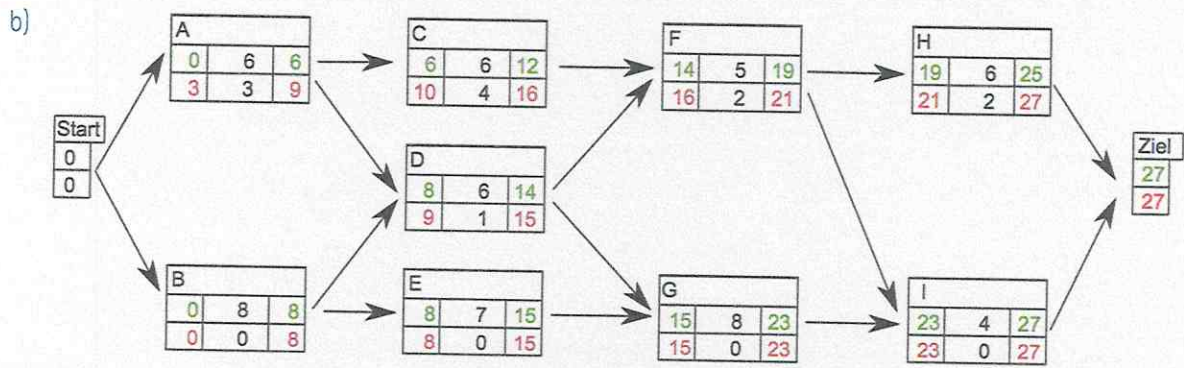 b)
Start
0
0
A
0 6 6
3 3 9
B
0 8 8
0 0 8
C
6 6 12
10 4 16
D
8 6 14
9 1 15
E
8 7 15
8 0 15
F
14 5 19
16 2 21
G
15 8 23
15 0 23
H
19 6 25
21 2 27
I
23 4 27
23 0 27
Ziel
27
27